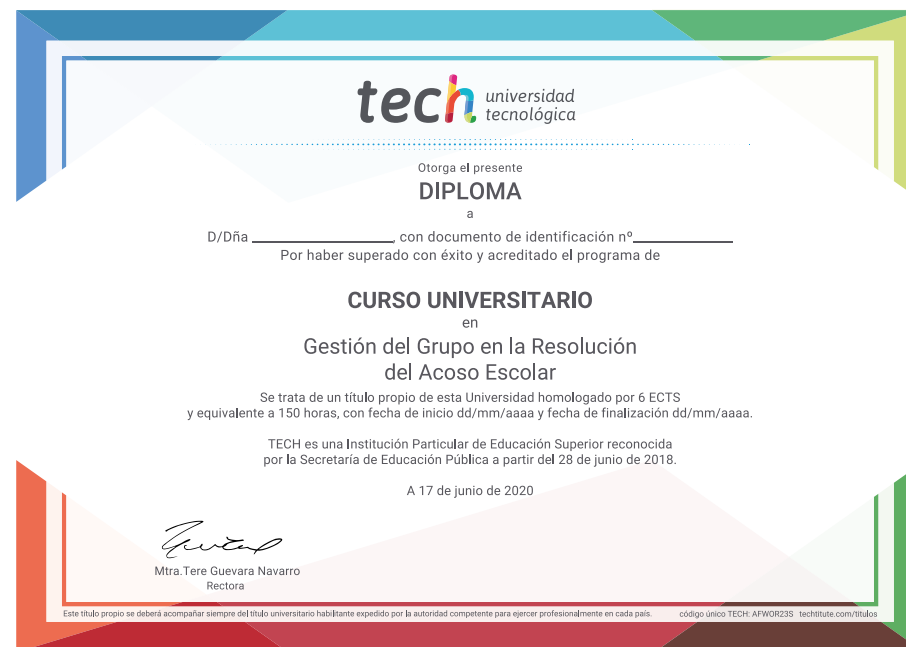 tech universidad
tecnológica
Otorga el presente
DIPLOMA
a
D/Dña ____________________, con documento de identificación nº______________
Por haber superado con éxito y acreditado el programa de
CURSO UNIVERSITARIO
en
Gestión del Grupo en la Resolución
del Acoso Escolar
Se trata de un título propio de esta Universidad homologado por 6 ECTS
y equivalente a 150 horas, con fecha de inicio dd/mm/aaaa y fecha de finalización dd/mm/aaaa.
TECH es una Institución Particular de Educación Superior reconocida
por la Secretaría de Educación Pública a partir del 28 de junio de 2018.
A 17 de junio de 2020
Mtra.Tere Guevara Navarro
Rectora
Este título propio se deberá acompañar siempre del título universitario habilitante expedido por la autoridad competente para ejercer profesionalmente en cada país. código único TECH: AFWOR23S techtitute.com/titulos